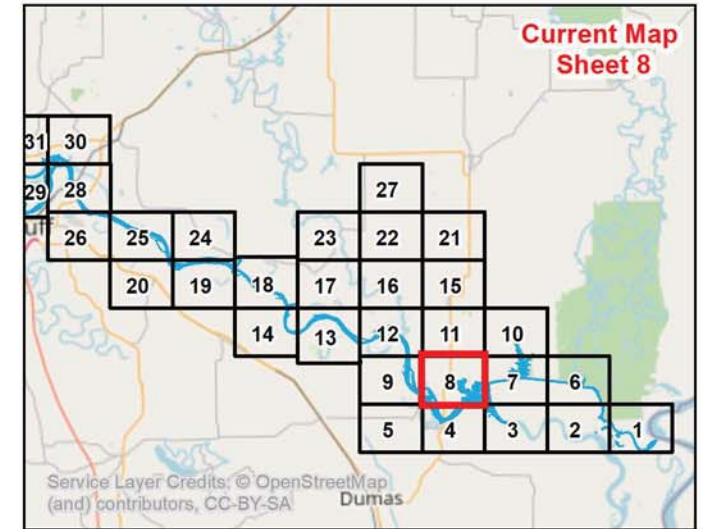 Current Map
Sheet 8
31 30
27
29 28
uff
26 25 24 23 22 21
20 19 18 17 16 15
14 13 12 11 10
9 8 7 6
5 4 3 2 1
Service Layer Credits: © OpenStreetMap
(and) contributors, CC-BY-SA
Dumas